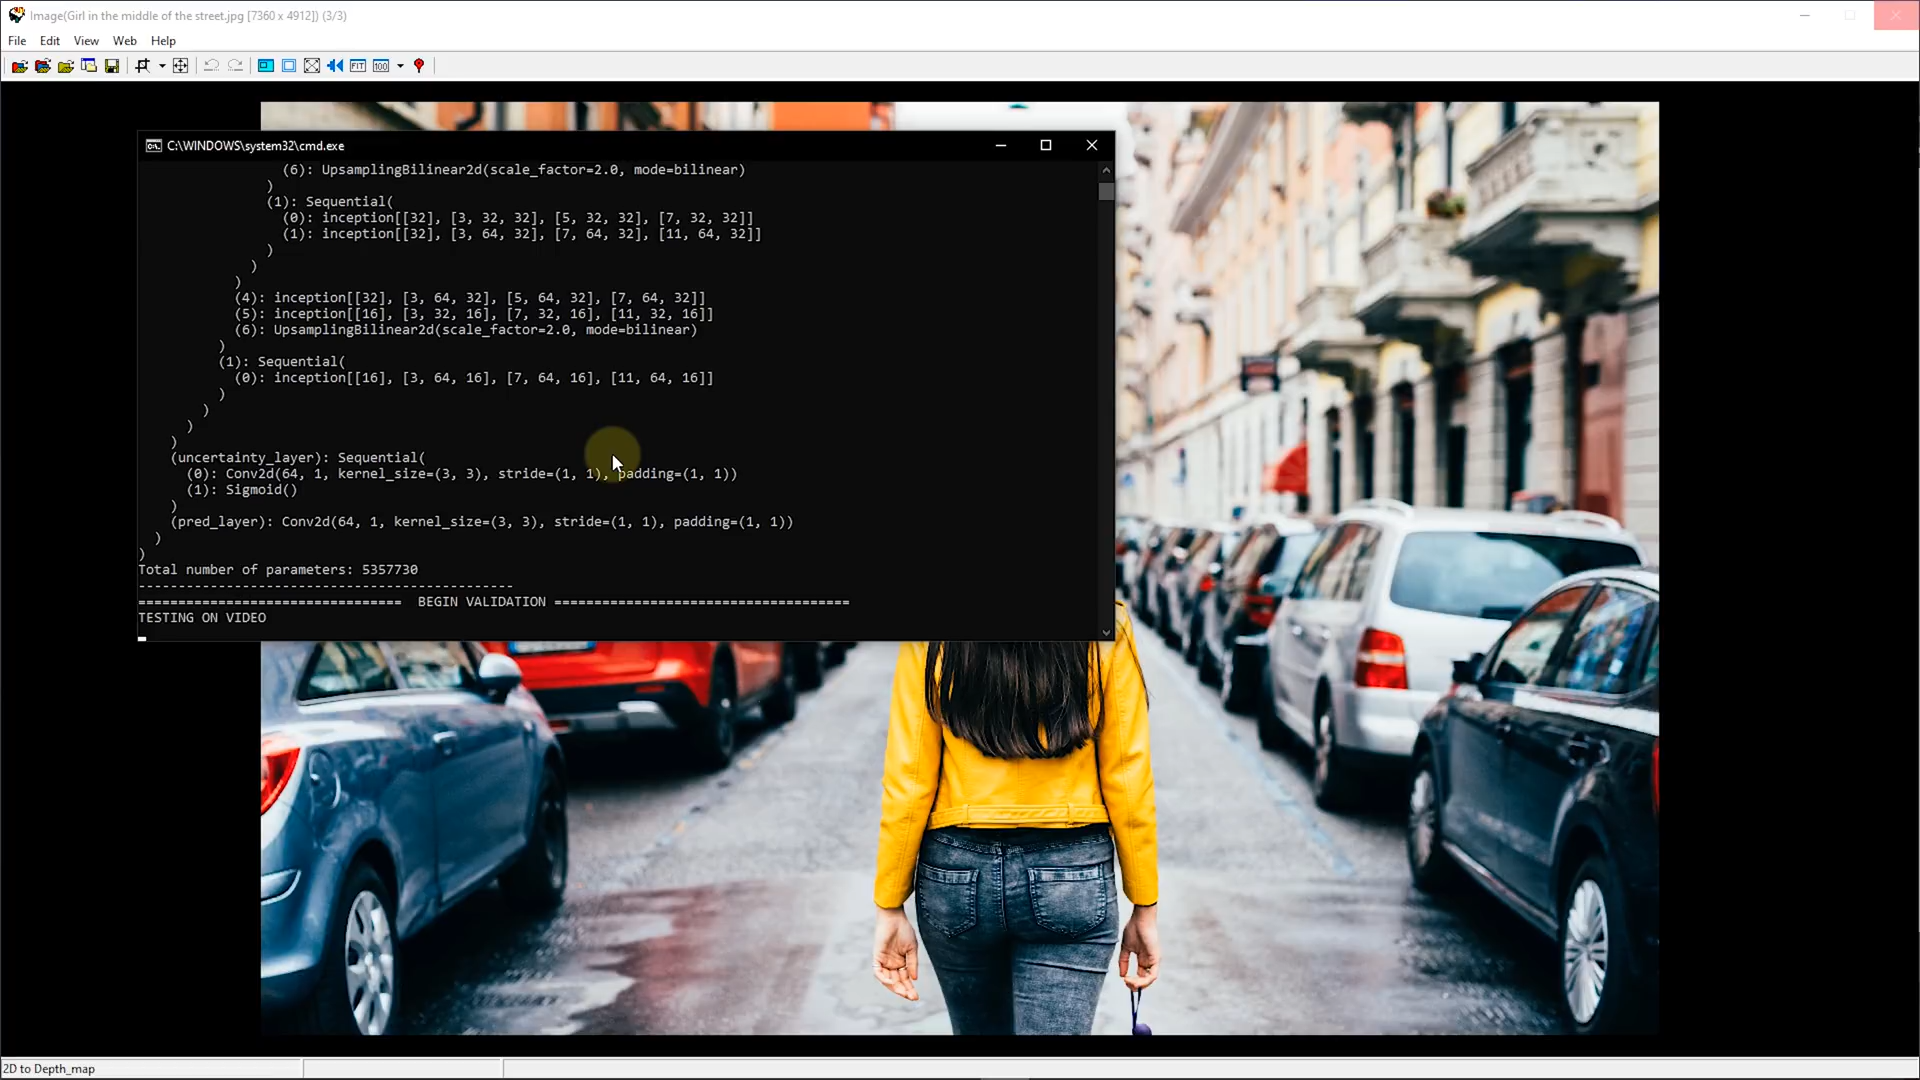 Image(Girl in the middle of the street.jpg [7360 x 4912]) (3/3)
File Edit View Web Help
FIT 100
C:\WINDOWS\system32\cmd.exe
(6): UpsamplingBilinear2d(scale_factor=2.0, mode=bilinear)
)
(1): Sequential(
(0): inception[[32], [3, 32, 32], [5, 32, 32], [7, 32, 32]]
(1): inception[[32], [3, 64, 32], [7, 64, 32], [11, 64, 32]]
)
)
)
(4): inception[[32], [3, 64, 32], [5, 64, 32], [7, 64, 32]]
(5): inception[[16], [3, 32, 16], [7, 32, 16], [11, 32, 16]]
(6): UpsamplingBilinear2d(scale_factor=2.0, mode=bilinear)
)
(1): Sequential(
(0): inception[[16], [3, 64, 16], [7, 64, 16], [11, 64, 16]]
)
)
)
)
(uncertainty_layer): Sequential(
(0): Conv2d(64, 1, kernel_size=(3, 3), stride=(1, 1), padding=(1, 1))
(1): Sigmoid()
)
(pred_layer): Conv2d(64, 1, kernel_size=(3, 3), stride=(1, 1), padding=(1, 1))
)
)
Total number of parameters: 5357730
-----------------------------------------------
================================= BEGIN VALIDATION =====================================
TESTING ON VIDEO
2D to Depth_map